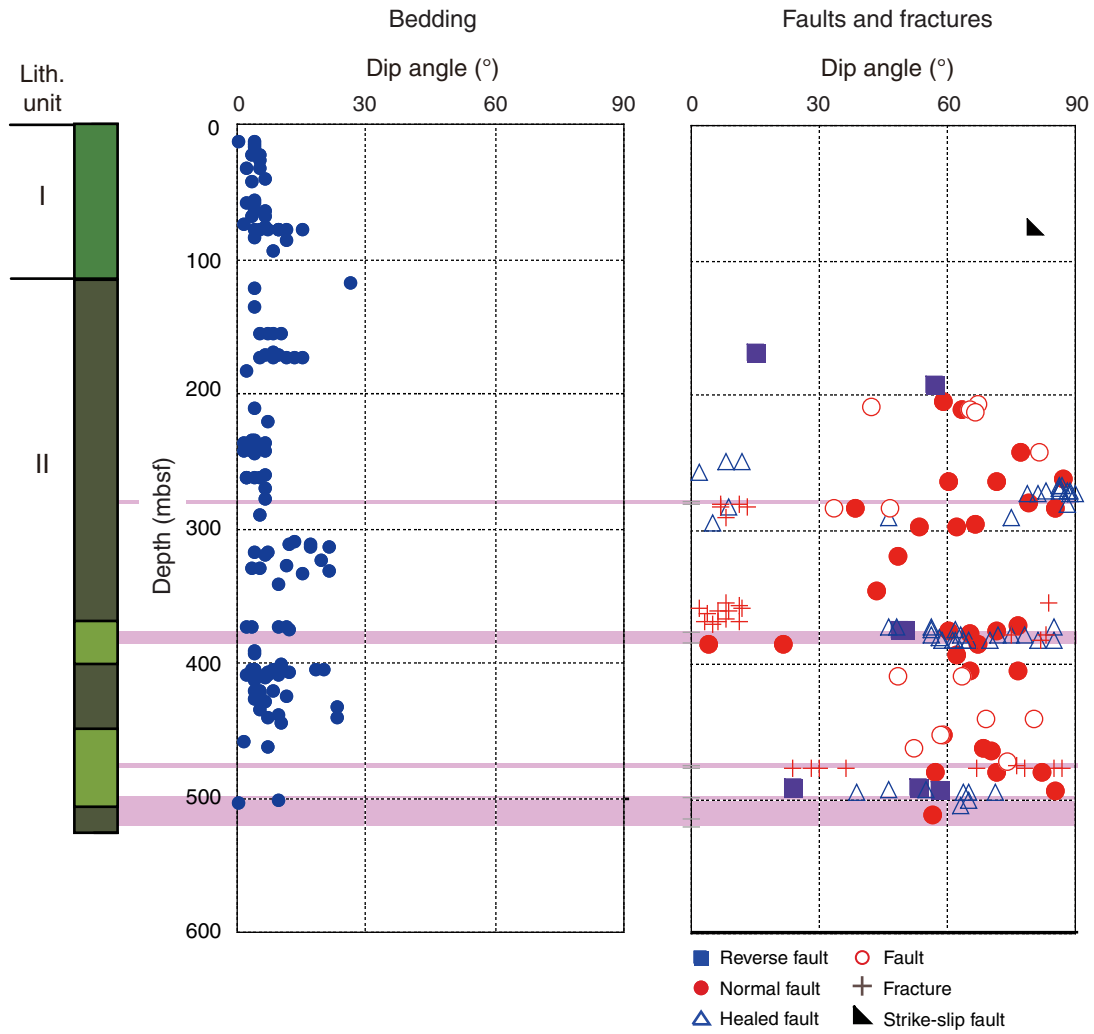 Bedding
Faults and fractures
Dip angle (°)
Dip angle (°)
Lith.
unit
0 30 60 90
0 30 60 90
0
I
100
200
II
Depth (mbsf)
300
400
500
600
Reverse fault
Fault
Normal fault
Fracture
Healed fault
Strike-slip fault